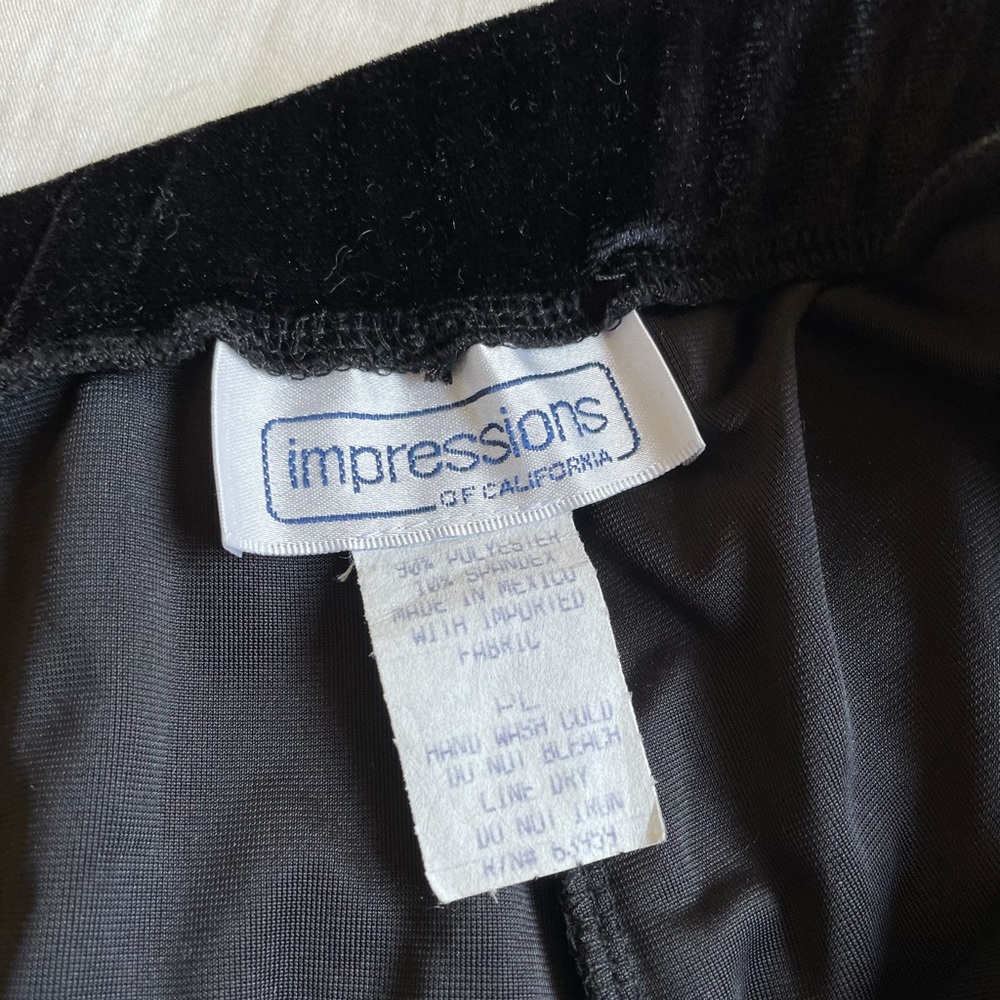 impressions
OF CALIFORNIA
90% POLYESTER
10% SPANDEX
MADE IN MEXICO
WITH IMPORTED
FABRIC
HAND WASH COLD
DO NOT BLEACH
LINE DRY
DO NOT IRON